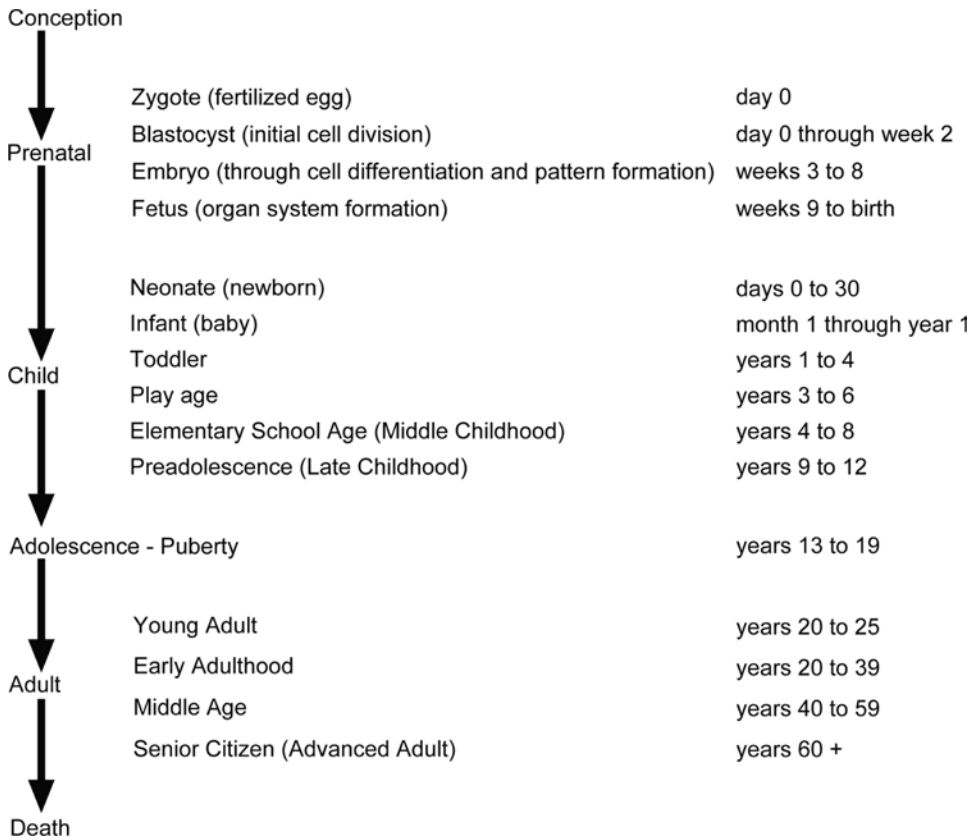 Conception
Zygote (fertilized egg) day 0
Blastocyst (initial cell division) day 0 through week 2
Prenatal
Embryo (through cell differentiation and pattern formation) weeks 3 to 8
Fetus (organ system formation) weeks 9 to birth
Neonate (newborn) days 0 to 30
Infant (baby) month 1 through year 1
Toddler years 1 to 4
Child
Play age years 3 to 6
Elementary School Age (Middle Childhood) years 4 to 8
Preadolescence (Late Childhood) years 9 to 12
Adolescence - Puberty years 13 to 19
Young Adult years 20 to 25
Early Adulthood years 20 to 39
Adult
Middle Age years 40 to 59
Senior Citizen (Advanced Adult) years 60 +
Death